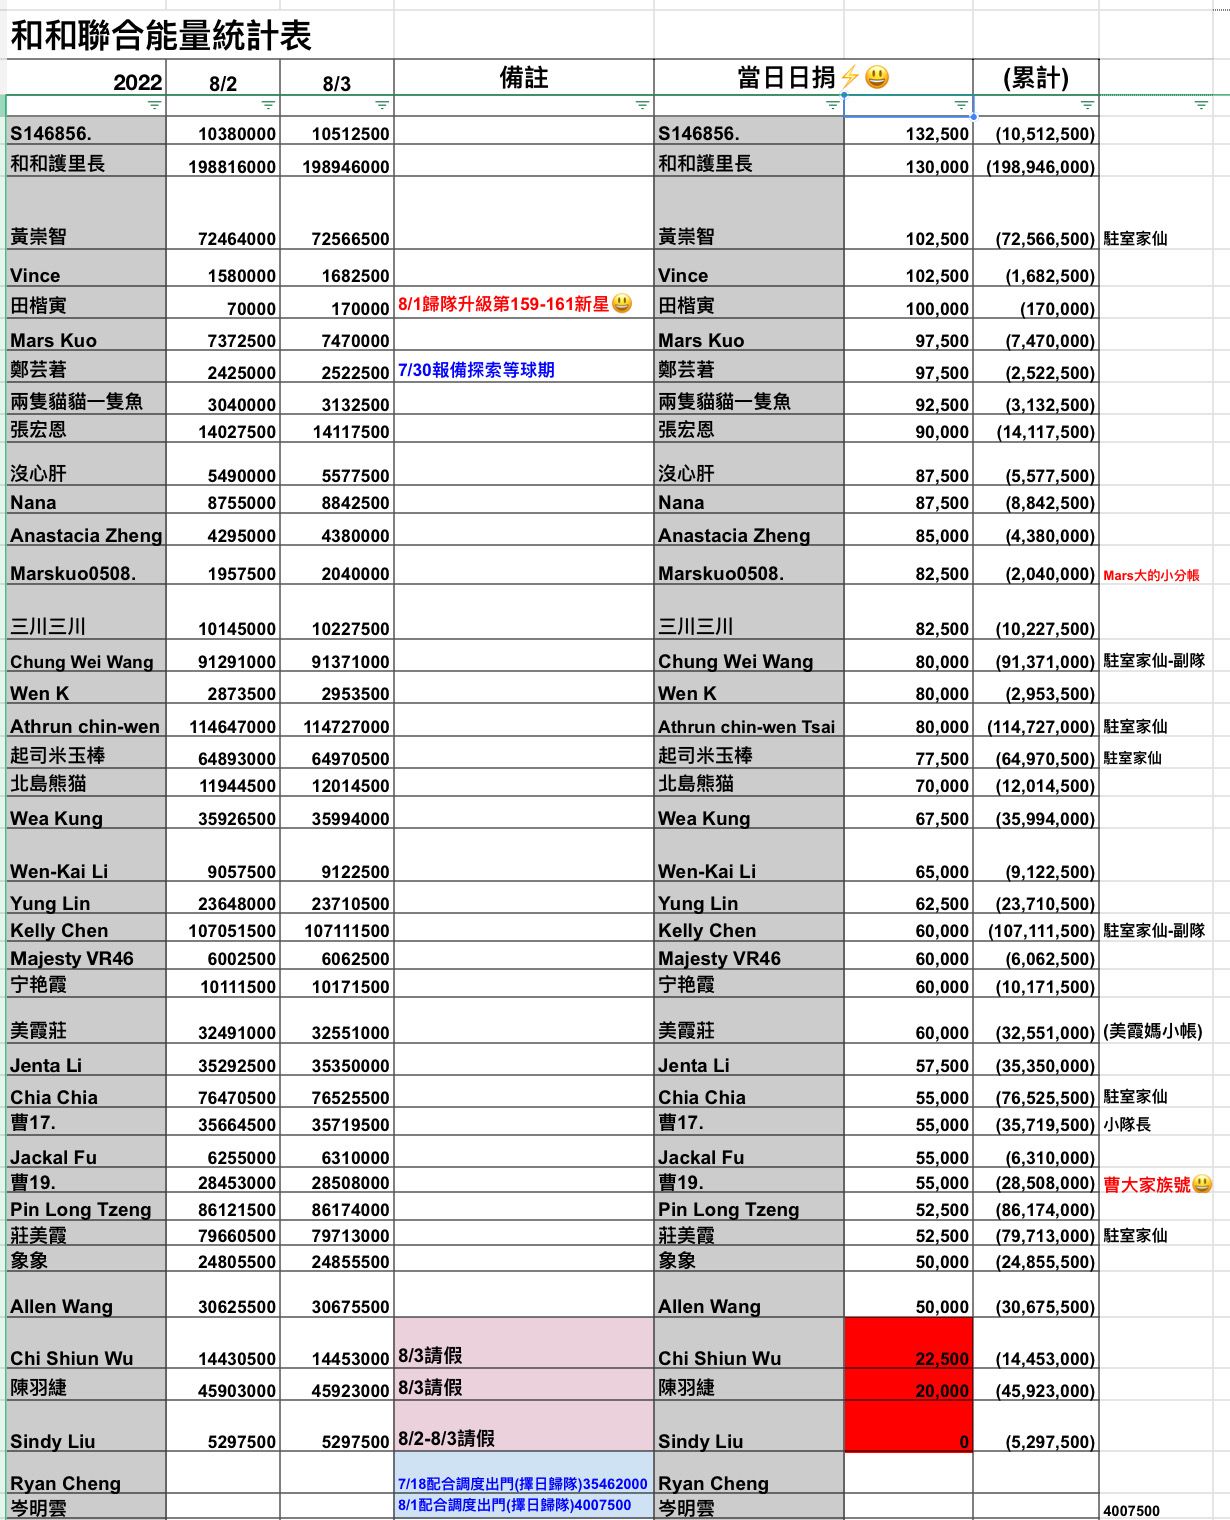 和和聯合能量統計表
2022 8/2 8/3 備註 當日日捐⚡😃 (累計)
S146856. 10380000 10512500 S146856. 132,500 (10,512,500)
和和護里長 198816000 198946000 和和護里長 130,000 (198,946,000)
黃崇智 72464000 72566500 黃崇智 102,500 (72,566,500) 駐室家仙
Vince 1580000 1682500 Vince 102,500 (1,682,500)
田楷寅 70000 170000 8/1歸隊升級第159-161新星😃 田楷寅 100,000 (170,000)
Mars Kuo 7372500 7470000 Mars Kuo 97,500 (7,470,000)
鄭芸莙 2425000 2522500 7/30報備探索等球期 鄭芸莙 97,500 (2,522,500)
兩隻貓貓一隻魚 3040000 3132500 兩隻貓貓一隻魚 92,500 (3,132,500)
張宏恩 14027500 14117500 張宏恩 90,000 (14,117,500)
沒心肝 5490000 5577500 沒心肝 87,500 (5,577,500)
Nana 8755000 8842500 Nana 87,500 (8,842,500)
Anastacia Zheng 4295000 4380000 Anastacia Zheng 85,000 (4,380,000)
Marskuo0508. 1957500 2040000 Marskuo0508. 82,500 (2,040,000) Mars大的小分帳
三川三川 10145000 10227500 三川三川 82,500 (10,227,500)
Chung Wei Wang 91291000 91371000 Chung Wei Wang 80,000 (91,371,000) 駐室家仙-副隊
Wen K 2873500 2953500 Wen K 80,000 (2,953,500)
Athrun chin-wen 114647000 114727000 Athrun chin-wen Tsai 80,000 (114,727,000) 駐室家仙
起司米玉棒 64893000 64970500 起司米玉棒 77,500 (64,970,500) 駐室家仙
北島熊猫 11944500 12014500 北島熊猫 70,000 (12,014,500)
Wea Kung 35926500 35994000 Wea Kung 67,500 (35,994,000)
Wen-Kai Li 9057500 9122500 Wen-Kai Li 65,000 (9,122,500)
Yung Lin 23648000 23710500 Yung Lin 62,500 (23,710,500)
Kelly Chen 107051500 107111500 Kelly Chen 60,000 (107,111,500) 駐室家仙-副隊
Majesty VR46 6002500 6062500 Majesty VR46 60,000 (6,062,500)
宁艳霞 10111500 10171500 宁艳霞 60,000 (10,171,500)
美霞莊 32491000 32551000 美霞莊 60,000 (32,551,000) (美霞媽小帳)
Jenta Li 35292500 35350000 Jenta Li 57,500 (35,350,000)
Chia Chia 76470500 76525500 Chia Chia 55,000 (76,525,500) 駐室家仙
曹17. 35664500 35719500 曹17. 55,000 (35,719,500) 小隊長
Jackal Fu 6255000 6310000 Jackal Fu 55,000 (6,310,000)
曹19. 28453000 28508000 曹19. 55,000 (28,508,000) 曹大家族號😃
Pin Long Tzeng 86121500 86174000 Pin Long Tzeng 52,500 (86,174,000)
莊美霞 79660500 79713000 莊美霞 52,500 (79,713,000) 駐室家仙
象象 24805500 24855500 象象 50,000 (24,855,500)
Allen Wang 30625500 30675500 Allen Wang 50,000 (30,675,500)
Chi Shiun Wu 14430500 14453000 8/3請假 Chi Shiun Wu 22,500 (14,453,000)
陳羽緁 45903000 45923000 8/3請假 陳羽緁 20,000 (45,923,000)
Sindy Liu 5297500 5297500 8/2-8/3請假 Sindy Liu 0 (5,297,500)
Ryan Cheng 7/18配合調度出門(擇日歸隊)35462000 Ryan Cheng
岑明雲 8/1配合調度出門(擇日歸隊)4007500 岑明雲 4007500